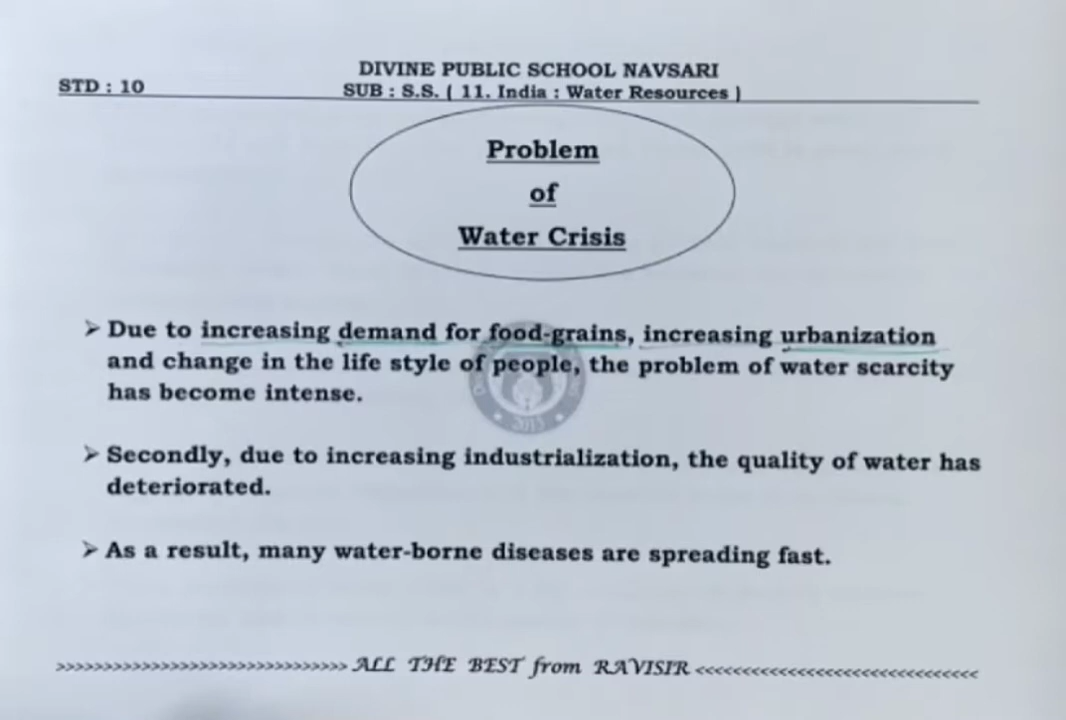 DIVINE PUBLIC SCHOOL NAVSARI
STD : 10
SUB : S.S. ( 11. India : Water Resources )
Problem
of
Water Crisis
➢ Due to increasing demand for food-grains, increasing urbanization
and change in the life style of people, the problem of water scarcity
has become intense.
➢ Secondly, due to increasing industrialization, the quality of water has
deteriorated.
➢ As a result, many water-borne diseases are spreading fast.
>>>>>>>>>>>>>>>>>>>>>>>>>>>>>>> ALL THE BEST from RAVISIR <<<<<<<<<<<<<<<<<<<<<<<<<<<<<<